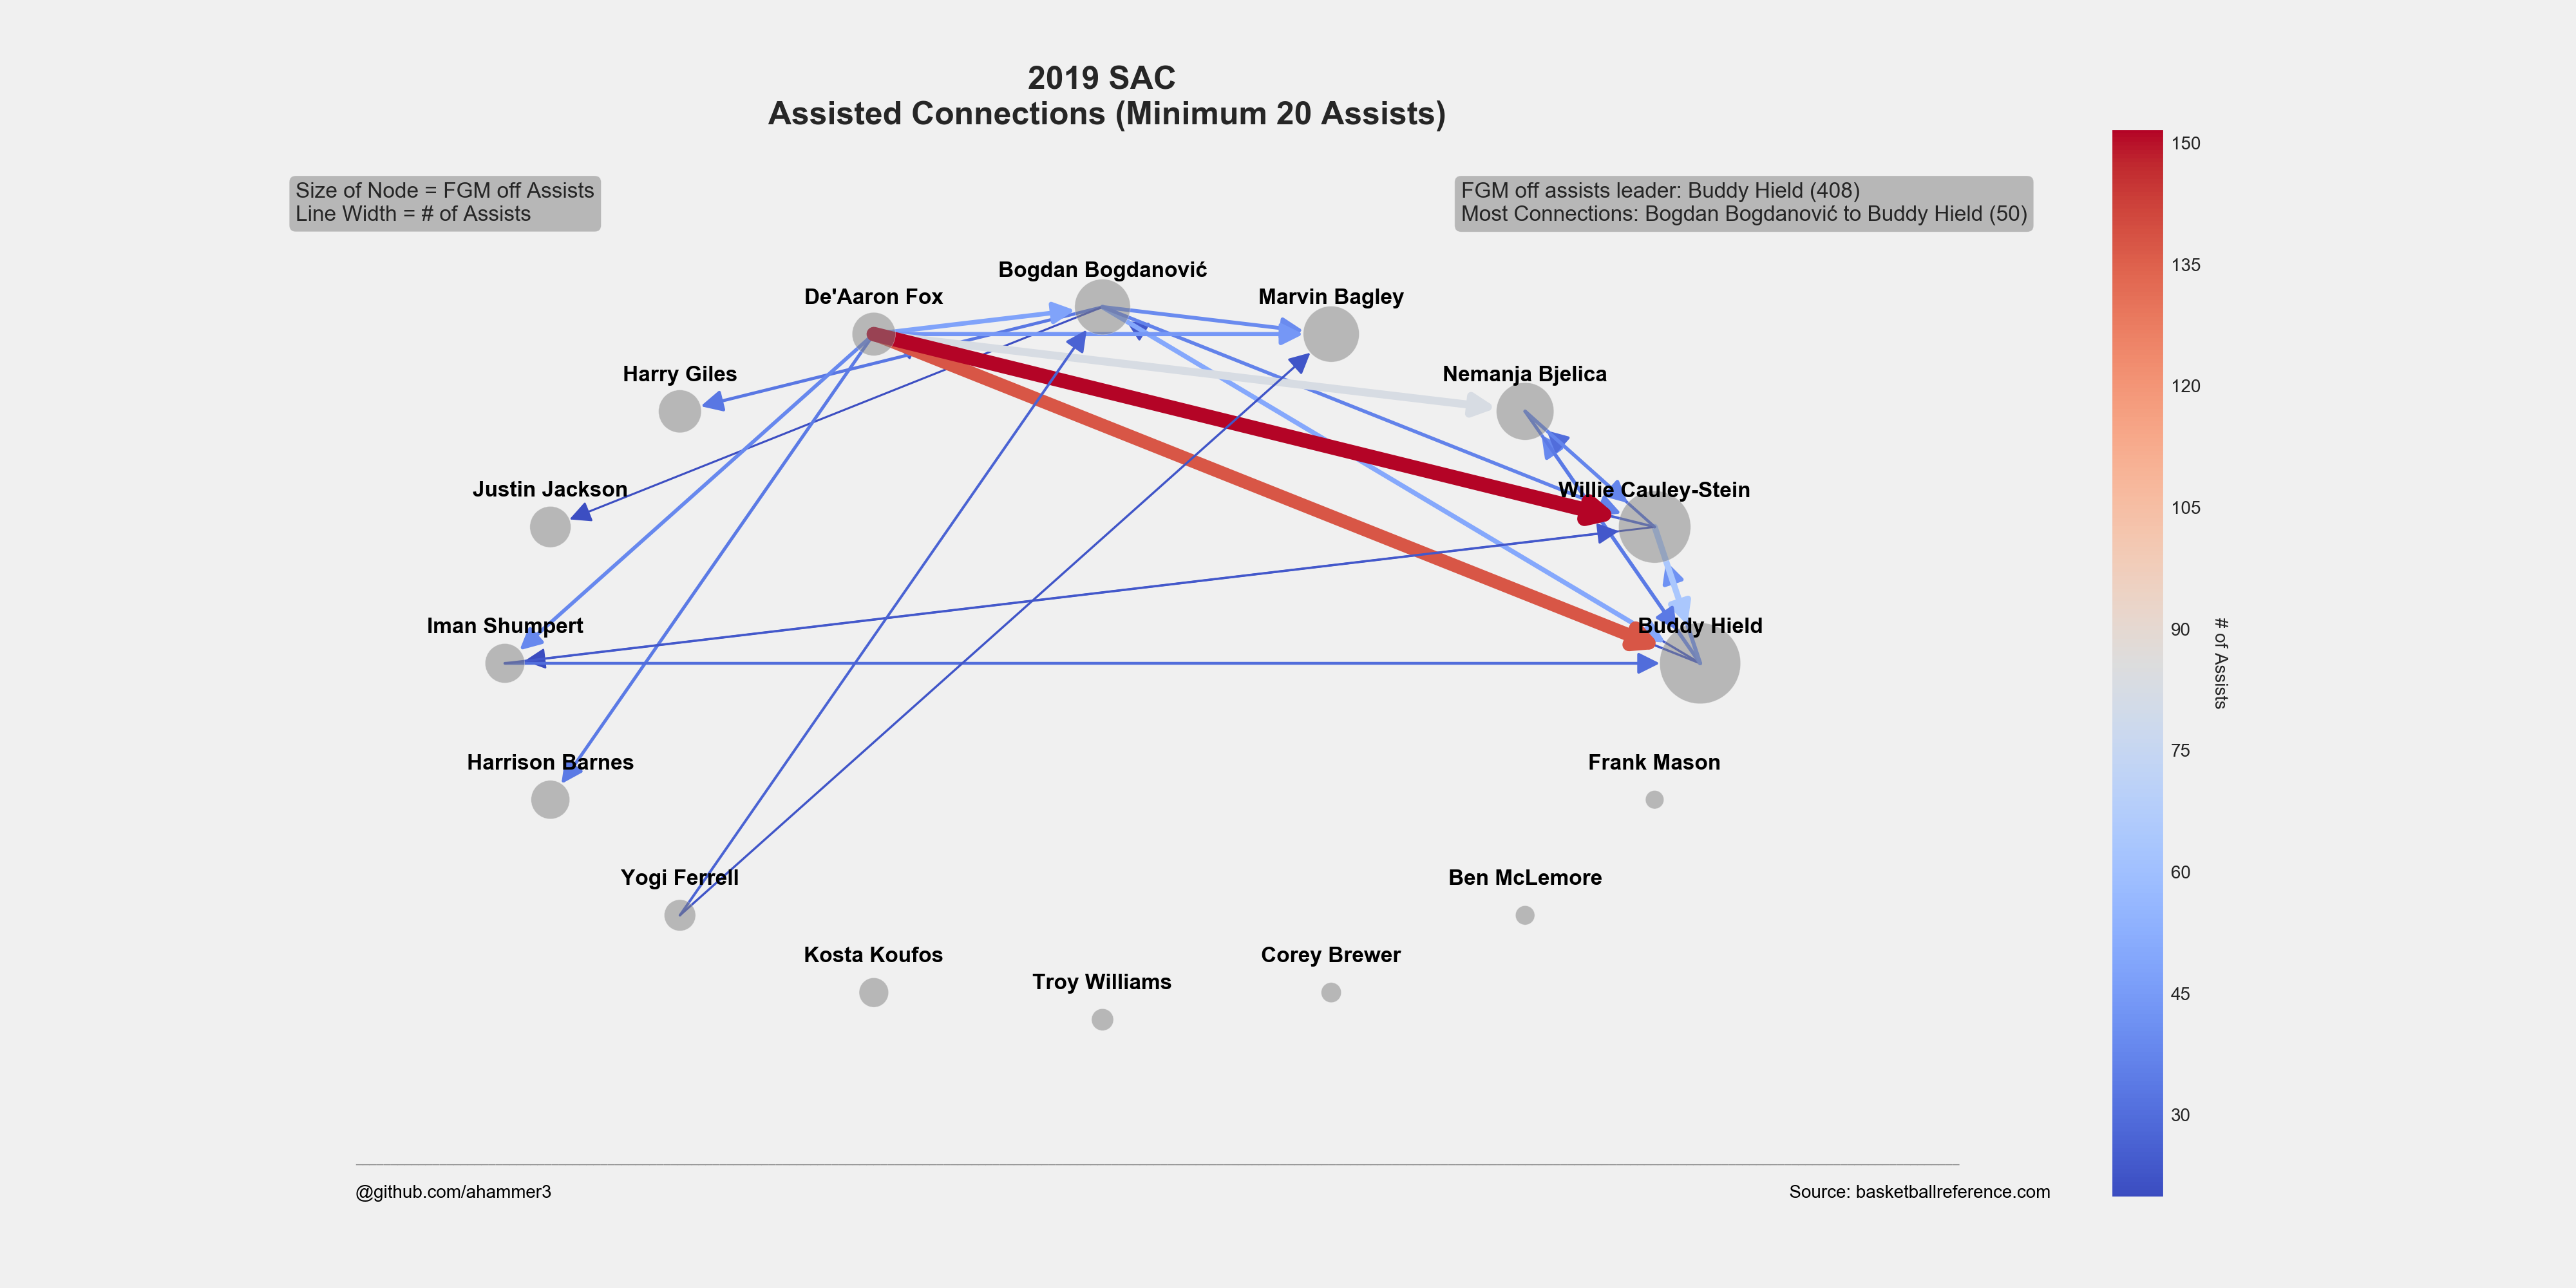 2019 SAC
Assisted Connections (Minimum 20 Assists)
Size of Node = FGM off Assists
Line Width = # of Assists
FGM off assists leader: Buddy Hield (408)
Most Connections: Bogdan Bogdanović to Buddy Hield (50)
Bogdan Bogdanović
De'Aaron Fox
Marvin Bagley
Harry Giles
Nemanja Bjelica
Justin Jackson
Willie Cauley-Stein
Iman Shumpert
Buddy Hield
Harrison Barnes
Frank Mason
Yogi Ferrell
Ben McLemore
Kosta Koufos
Corey Brewer
Troy Williams
150
135
120
105
90
75
60
45
30
# of Assists
@github.com/ahammer3
Source: basketballreference.com